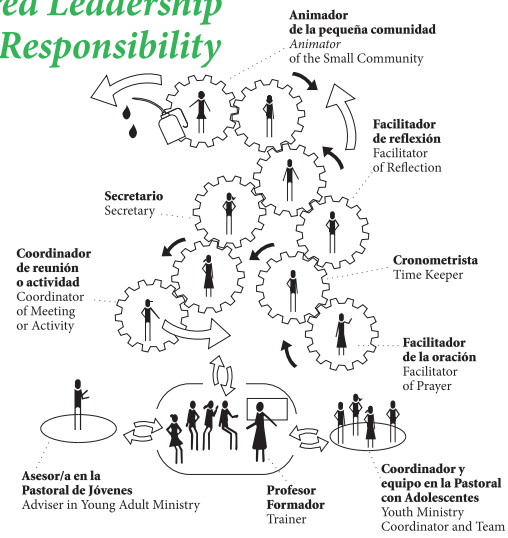 red Leadership
Responsibility
Animador
de la pequeña comunidad
Animator
of the Small Community
Facilitador
de reflexión
Facilitator
of Reflection
Secretario
Secretary
Coordinador
de reunión
o actividad
Coordinator
of Meeting
or Activity
Cronometrista
Time Keeper
Facilitador
de la oración
Facilitator
of Prayer
Asesor/a en la
Pastoral de Jóvenes
Adviser in Young Adult Ministry
Profesor
Formador
Trainer
Coordinador y
equipo en la Pastoral
con Adolescentes
Youth Ministry
Coordinator and Team